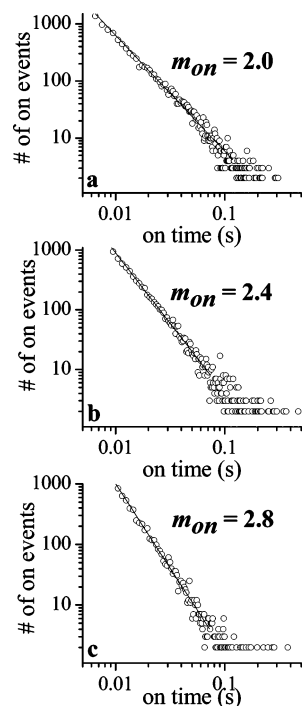 # of on events
1000
100
10
m_on = 2.0
a
0.01
0.1
on time (s)
# of on events
1000
100
10
m_on = 2.4
b
0.01
0.1
on time (s)
# of on events
1000
100
10
m_on = 2.8
c
0.01
0.1
on time (s)